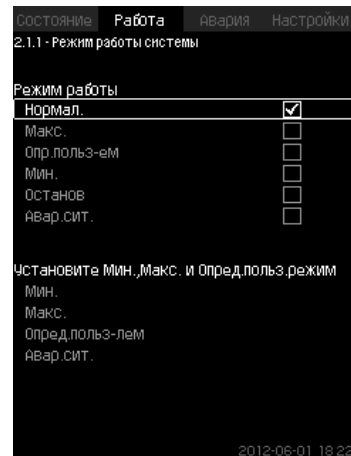 Состояние Работа Авария Настройки
2.1.1 - Режим работы системы
Режим работы
Нормал.
Макс.
Опр.польз-ем
Мин.
Останов
Авар.сит.
Установите Мин.,Макс. и Опред.польз.режим
Мин.
Макс.
Опред.польз-лем
Авар.сит.
2012-06-01 18:22